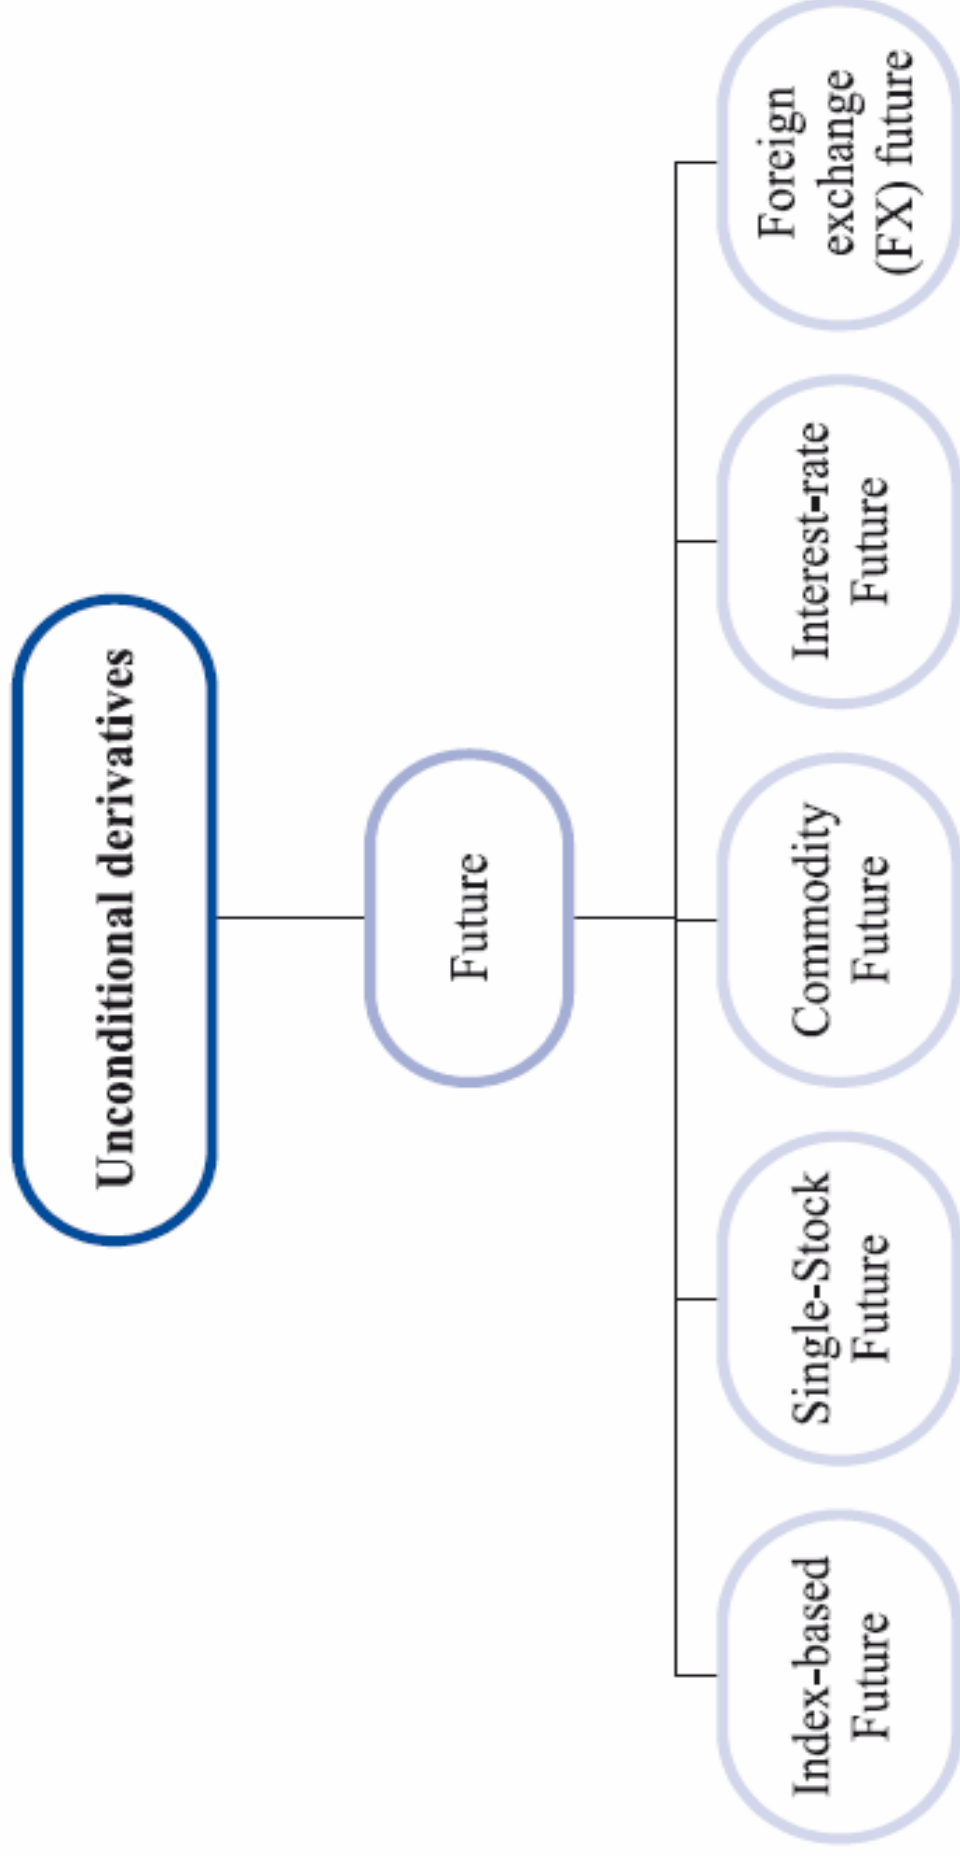 Unconditional derivatives
Future
Index-based
Future
Single-Stock
Future
Commodity
Future
Interest-rate
Future
Foreign
exchange
(FX) future